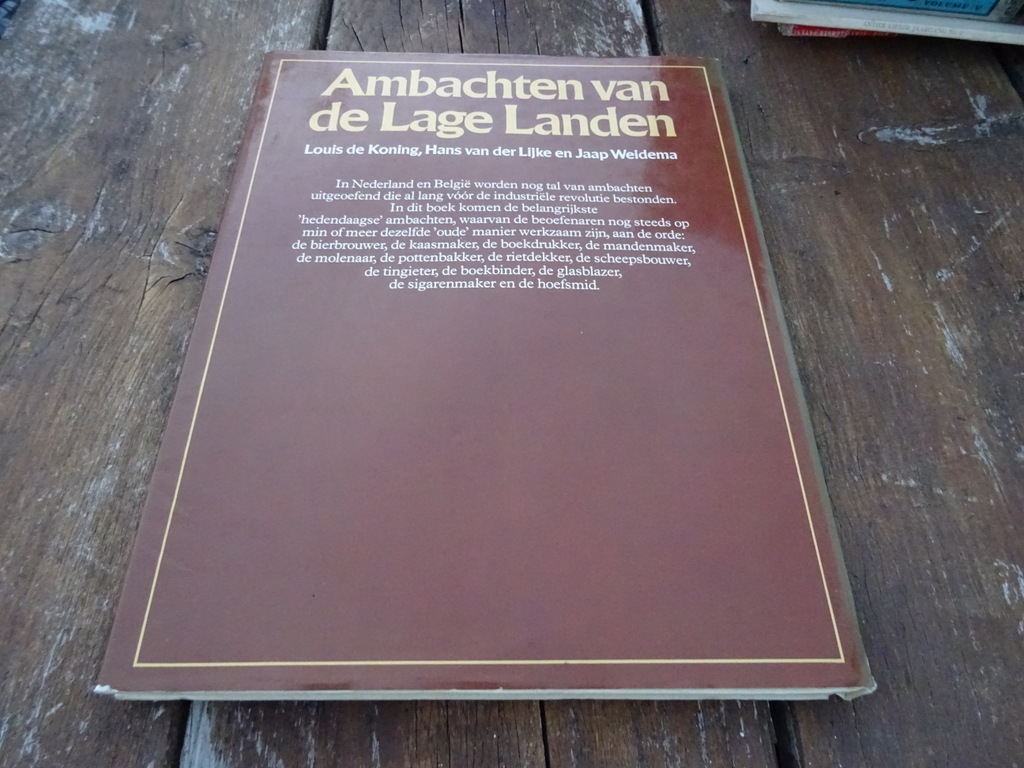 Ambachten van
de Lage Landen
Louis de Koning, Hans van der Lijke en Jaap Weidema
In Nederland en België worden nog tal van ambachten
uitgeoefend die al lang vóór de industriële revolutie bestonden.
In dit boek komen de belangrijkste
'hedendaagse' ambachten, waarvan de beoefenaren nog steeds op
min of meer dezelfde 'oude' manier werkzaam zijn, aan de orde:
de bierbrouwer, de kaasmaker, de boekdrukker, de mandenmaker,
de molenaar, de pottenbakker, de rietdekker, de scheepsbouwer,
de tingieter, de boekbinder, de glasblazer,
de sigarenmaker en de hoefsmid.